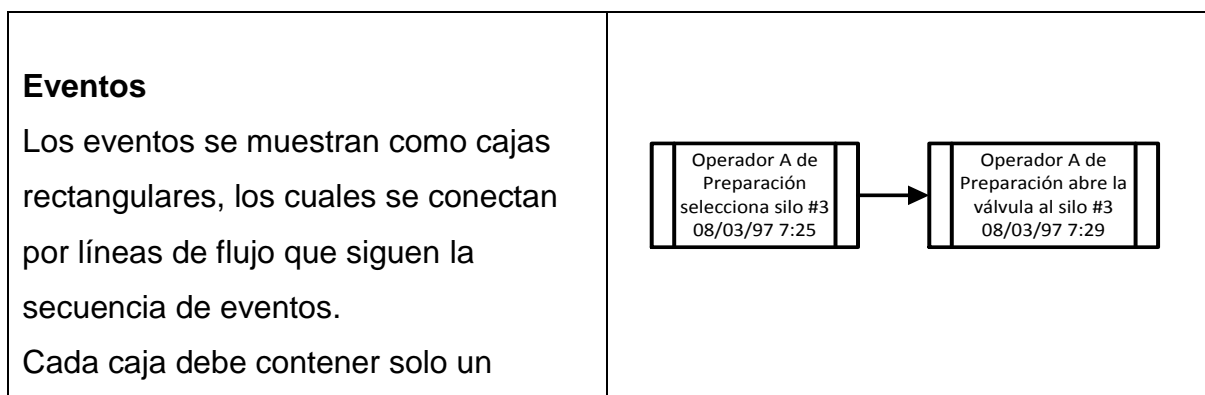 Eventos
Los eventos se muestran como cajas
rectangulares, los cuales se conectan
por líneas de flujo que siguen la
secuencia de eventos.
Cada caja debe contener solo un
Operador A de
Preparación
selecciona silo #3
08/03/97 7:25
Operador A de
Preparación abre la
válvula al silo #3
08/03/97 7:29